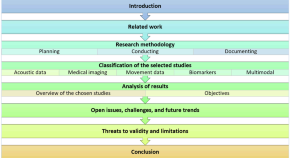 Introduction
Related work
Research methodology
Planning Conducting Documenting
Classification of the selected studies
Acoustic data Medical imaging Movement data Biomarkers Multimodal
Analysis of results
Overview of the chosen studies Objectives
Open issues, challenges, and future trends
Threats to validity and limitations
Conclusion